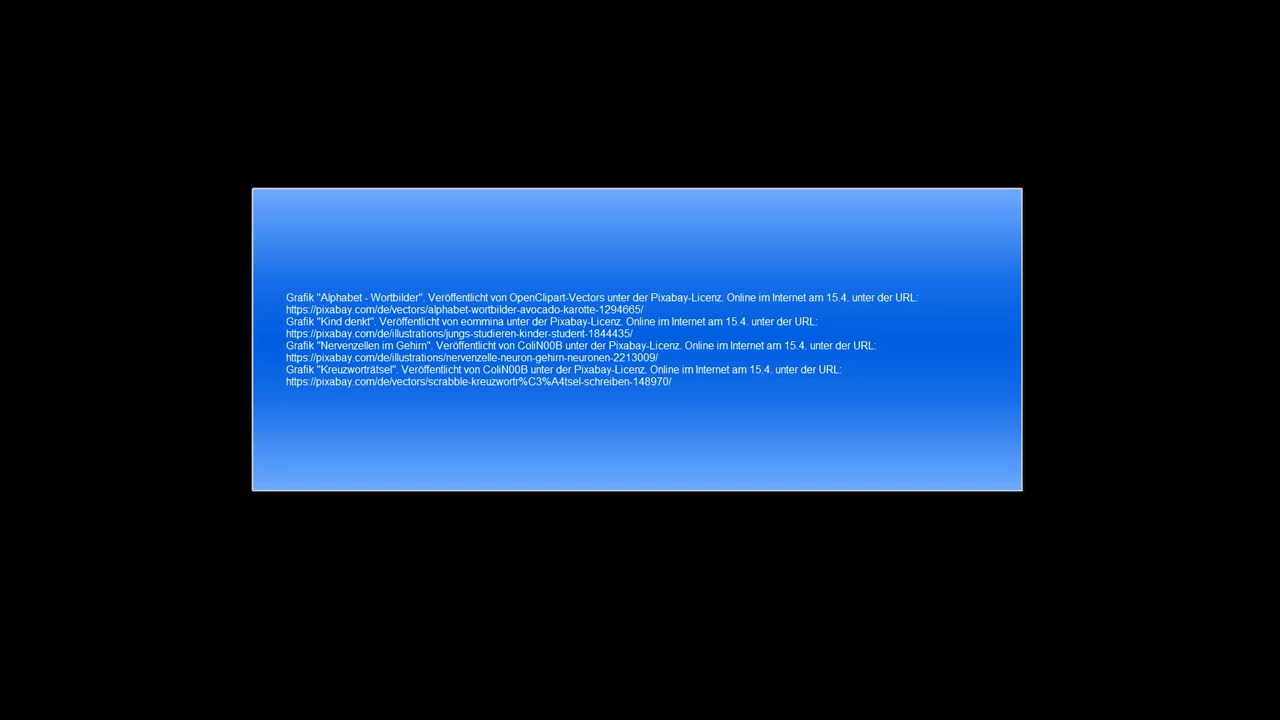 Grafik "Alphabet - Wortbilder". Veröffentlicht von OpenClipart-Vectors unter der Pixabay-Licenz. Online im Internet am 15.4. unter der URL:
https://pixabay.com/de/vectors/alphabet-wortbilder-avocado-karotte-1294665/
Grafik "Kind denkt". Veröffentlicht von eommina unter der Pixabay-Licenz. Online im Internet am 15.4. unter der URL:
https://pixabay.com/de/illustrations/jungs-studieren-kinder-student-1844435/
Grafik "Nervenzellen im Gehirn". Veröffentlicht von ColiN00B unter der Pixabay-Licenz. Online im Internet am 15.4. unter der URL:
https://pixabay.com/de/illustrations/nervenzelle-neuron-gehirn-neuronen-2213009/
Grafik "Kreuzworträtsel". Veröffentlicht von ColiN00B unter der Pixabay-Licenz. Online im Internet am 15.4. unter der URL:
https://pixabay.com/de/vectors/scrabble-kreuzwortr%C3%A4tsel-schreiben-148970/